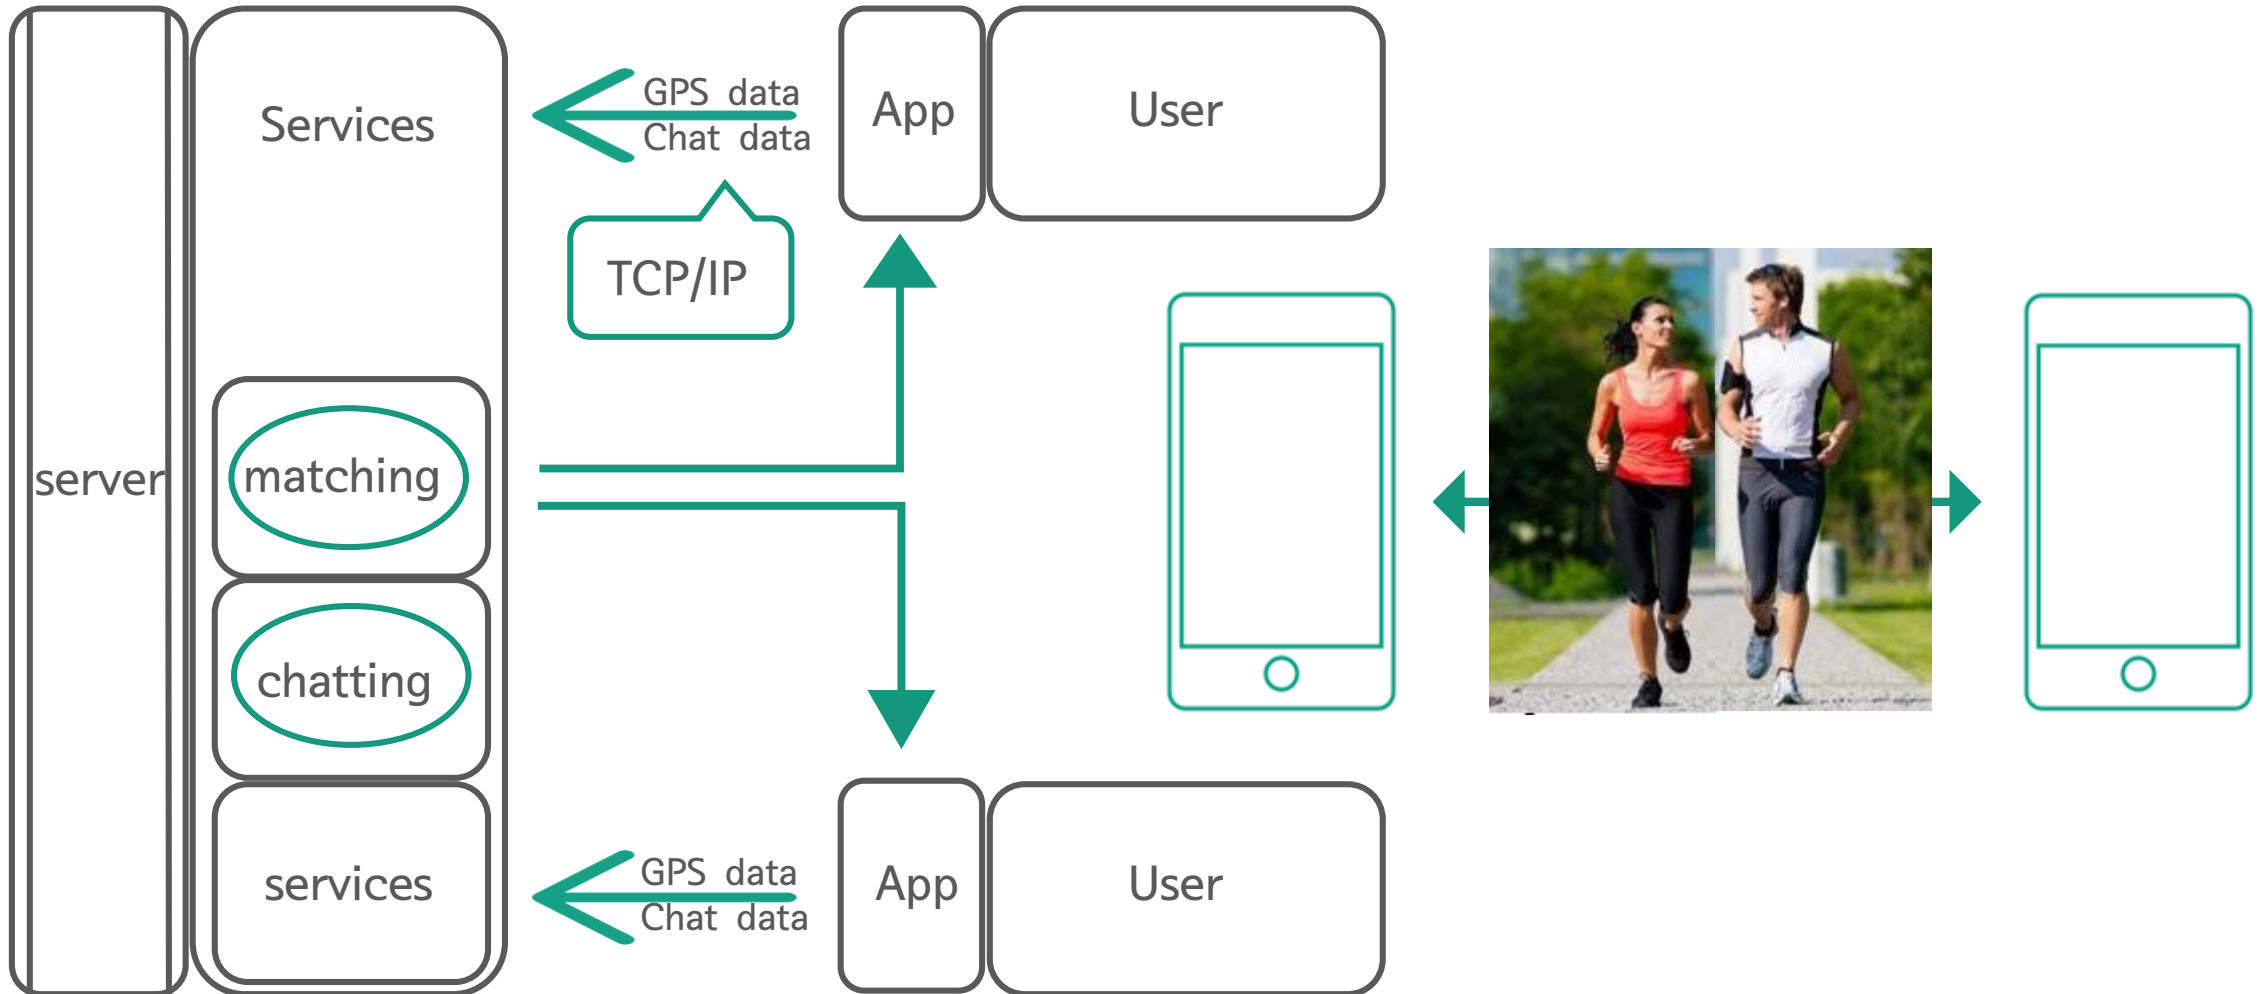 Services
GPS data
Chat data
App
User
TCP/IP
server
matching
chatting
services
GPS data
Chat data
App
User